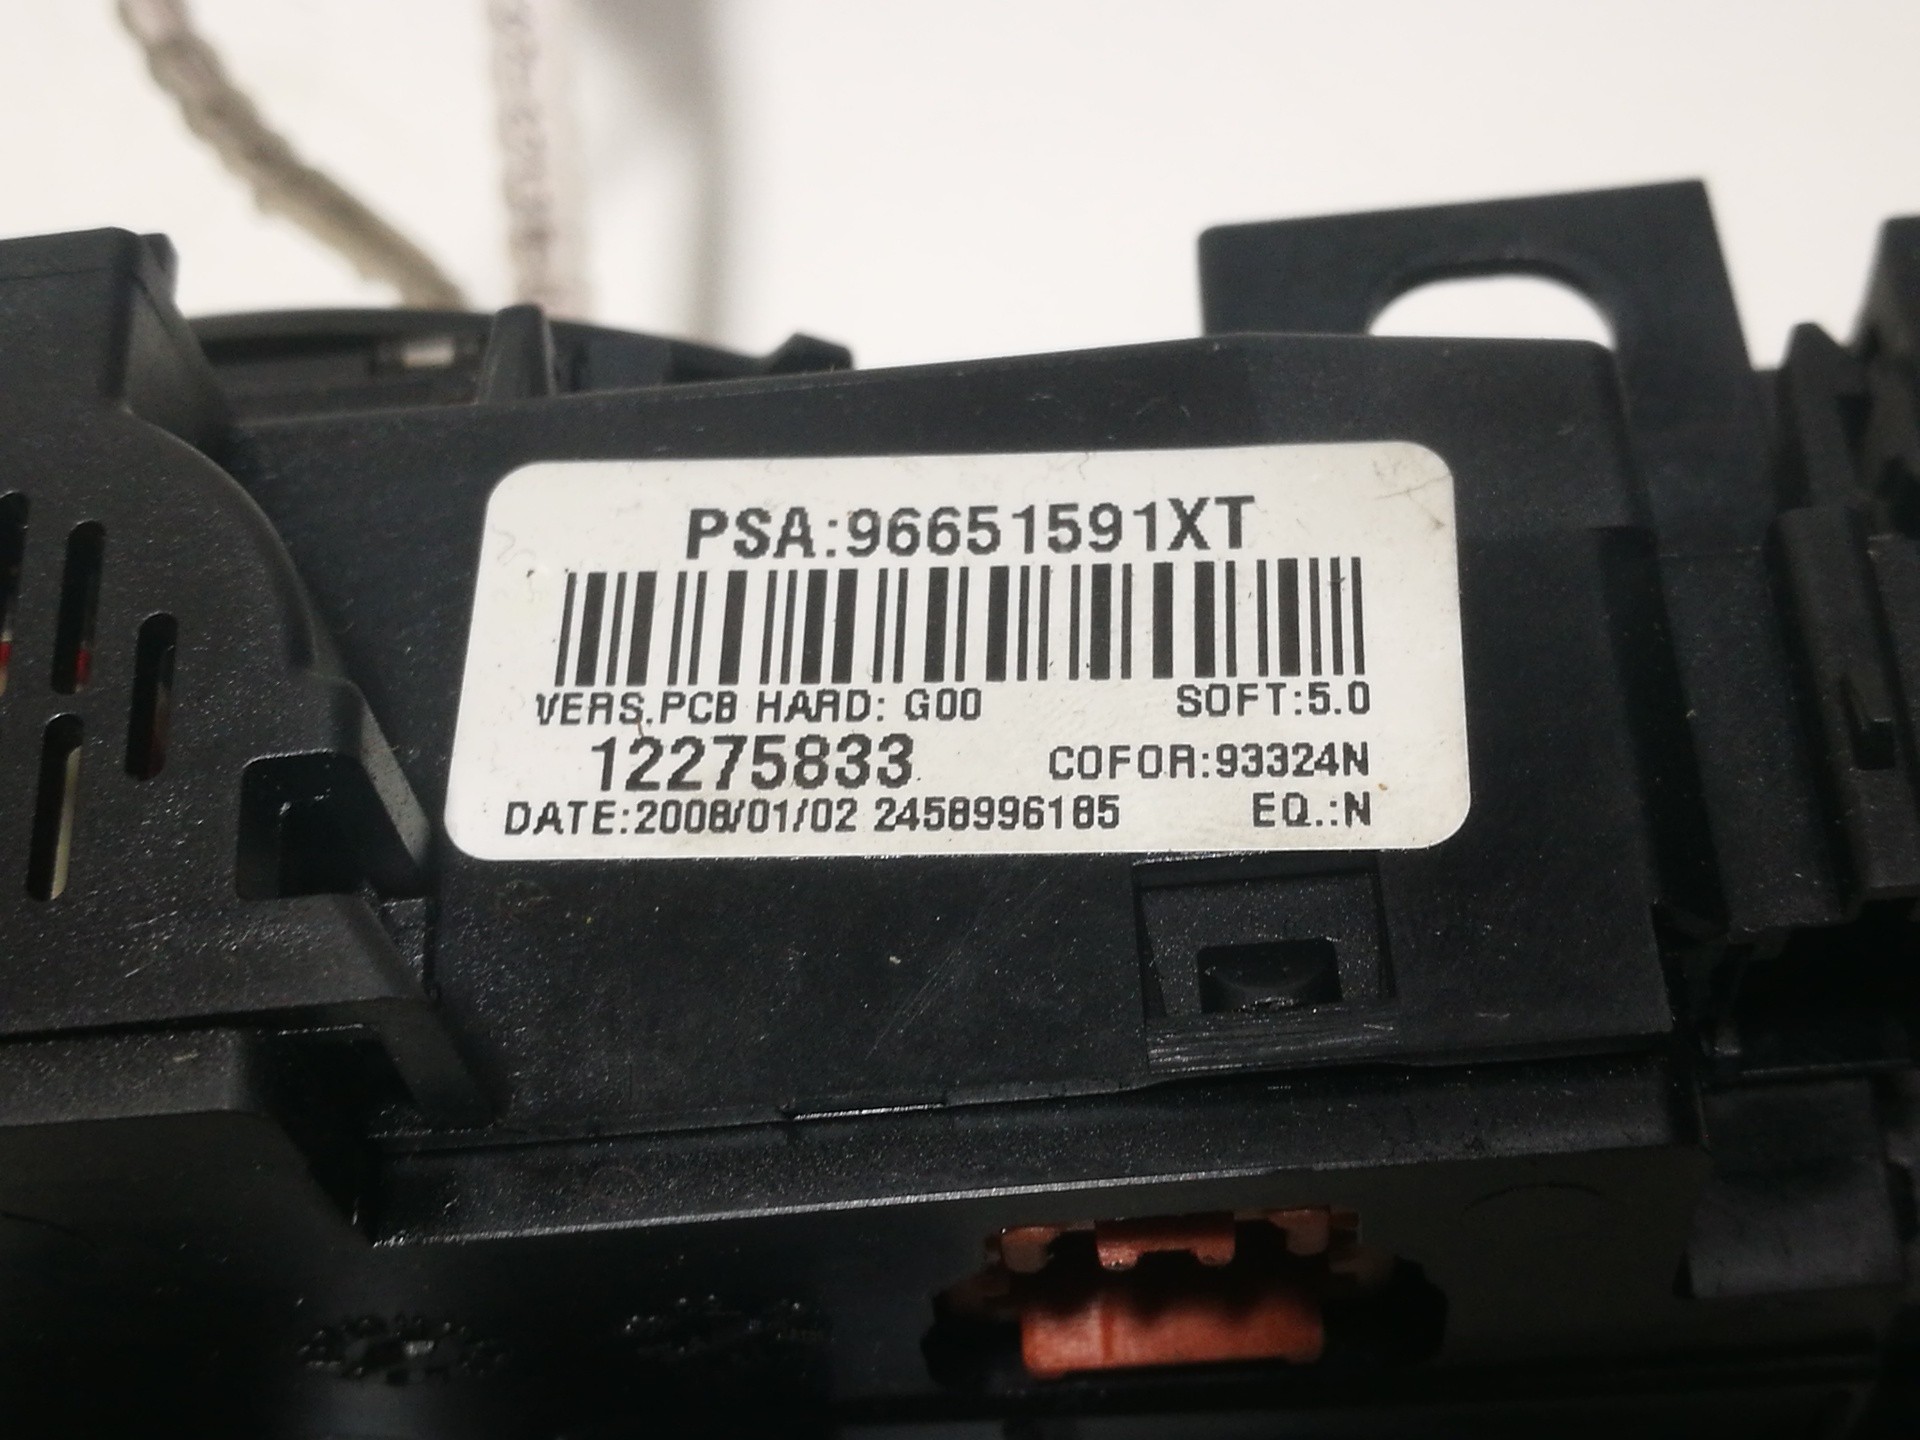 PSA:96651591XT
VERS.PCB HARD: G00 SOFT:5.0
12275833 COFOR:93324N
DATE:2008/01/02 2458996185 EQ.:N